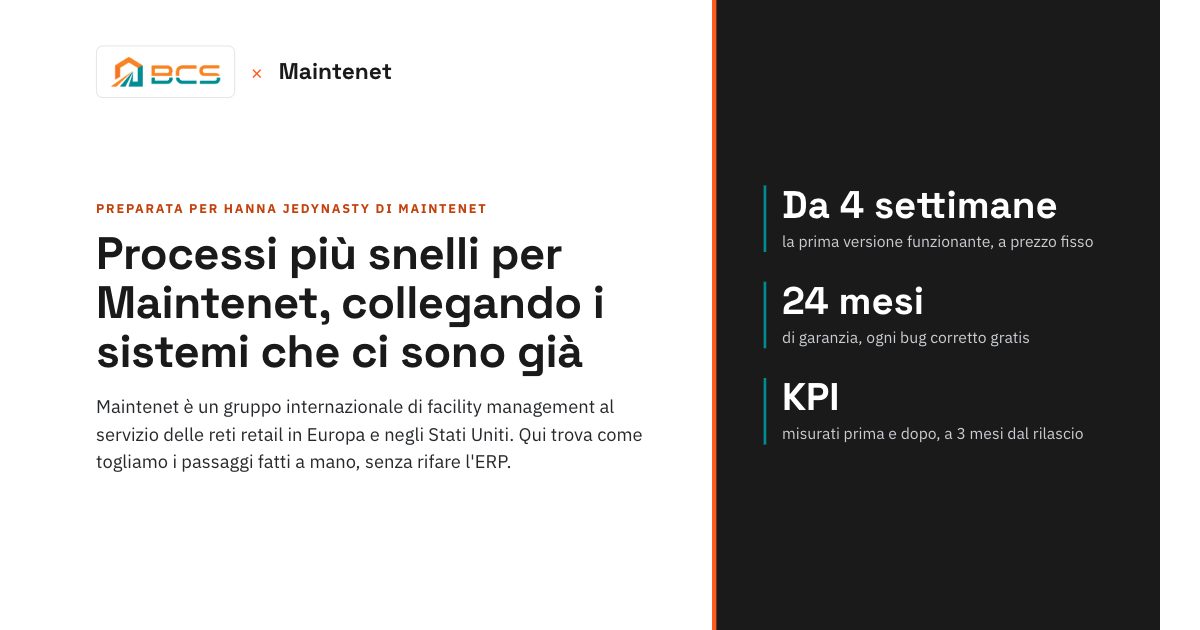 BCS × Maintenet
PREPARATA PER HANNA JEDYNASTY DI MAINTENET
Processi più snelli per
Maintenet, collegando i
sistemi che ci sono già
Maintenet è un gruppo internazionale di facility management al
servizio delle reti retail in Europa e negli Stati Uniti. Qui trova come
togliamo i passaggi fatti a mano, senza rifare l'ERP.
Da 4 settimane
la prima versione funzionante, a prezzo fisso
24 mesi
di garanzia, ogni bug corretto gratis
KPI
misurati prima e dopo, a 3 mesi dal rilascio